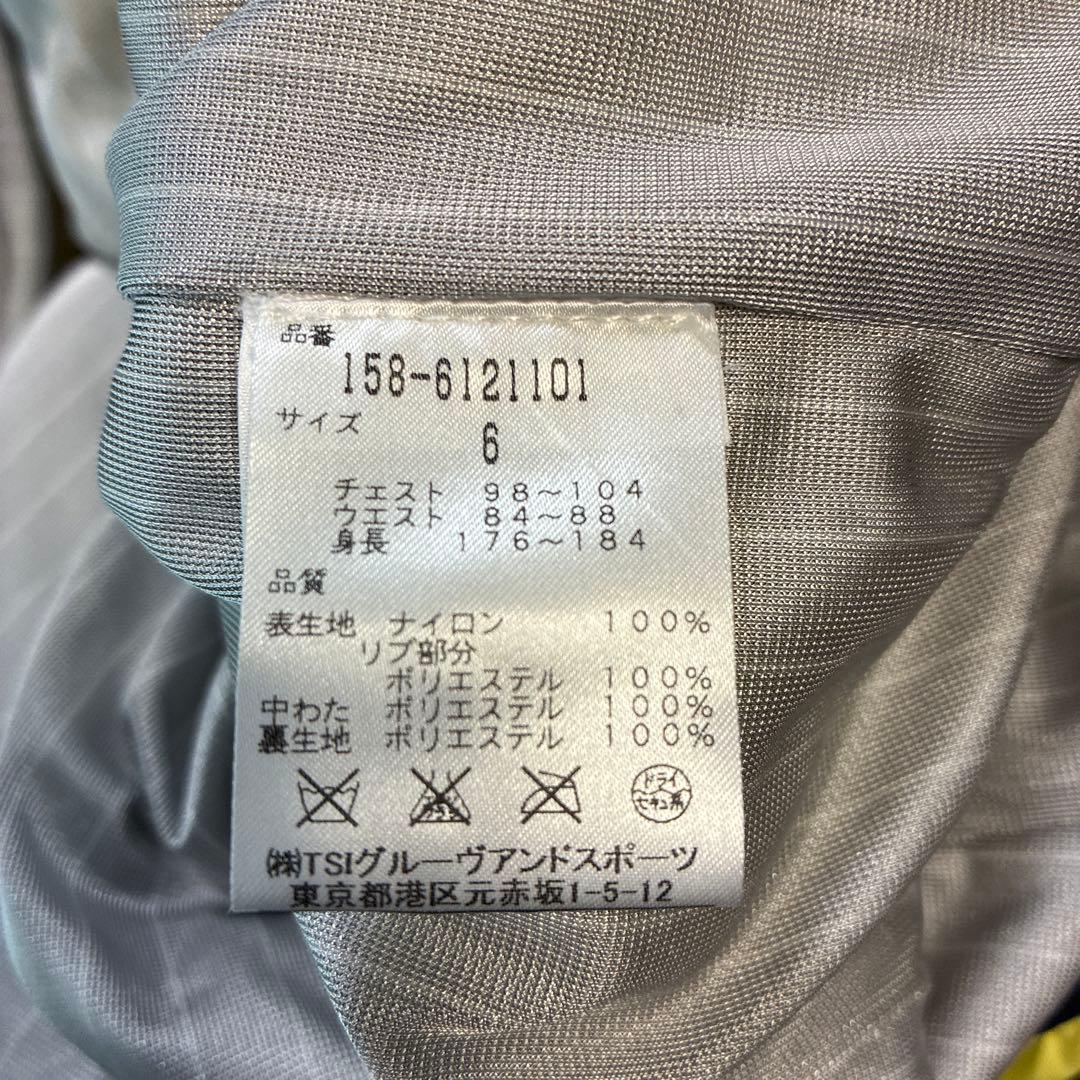 品番
158-6121101
サイズ
6
チェスト 98〜104
ウエスト 84〜88
身長 176〜184
品質
表生地 ナイロン 100%
リブ部分
ポリエステル 100%
中わた ポリエステル 100%
裏生地 ポリエステル 100%
ドライ
セキユ系
㈱TSIグルーヴアンドスポーツ
東京都港区元赤坂1-5-12